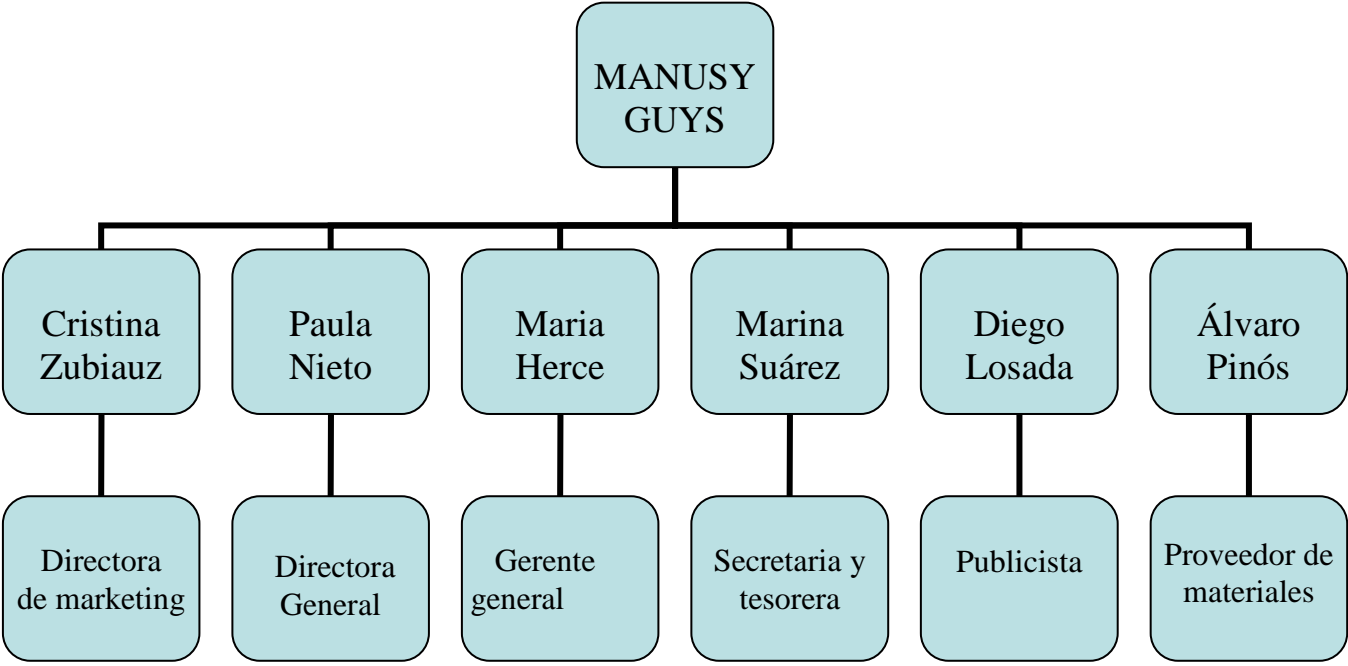 MANUSY
GUYS
Cristina
Zubiauz
Paula
Nieto
Maria
Herce
Marina
Suárez
Diego
Losada
Álvaro
Pinós
Directora
de marketing
Directora
General
Gerente
general
Secretaria y
tesorera
Publicista
Proveedor de
materiales